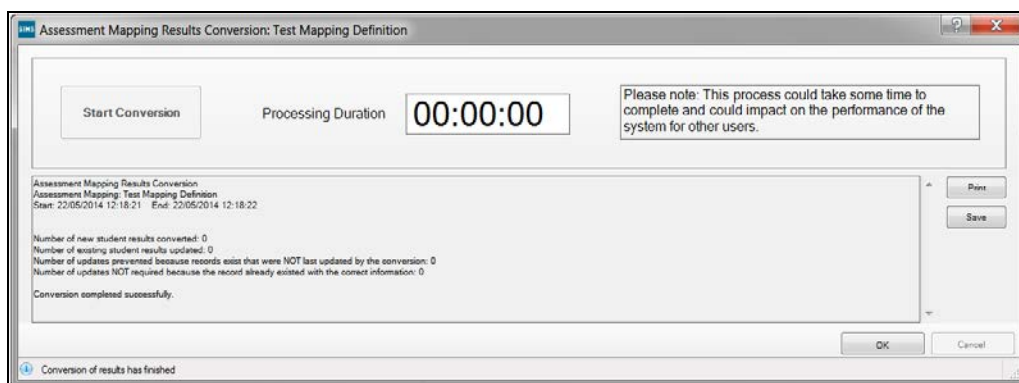 SIMS Assessment Mapping Results Conversion: Test Mapping Definition
Start Conversion
Processing Duration
00:00:00
Please note: This process could take some time to
complete and could impact on the performance of the
system for other users.
Assessment Mapping Results Conversion
Assessment Mapping: Test Mapping Definition
Start: 22/05/2014 12:18:21 End: 22/05/2014 12:18:22
Number of new student results converted: 0
Number of existing student results updated: 0
Number of updates prevented because records exist that were NOT last updated by the conversion: 0
Number of updates NOT required because the record already existed with the correct information: 0
Conversion completed successfully.
Print
Save
OK
Cancel
Conversion of results has finished